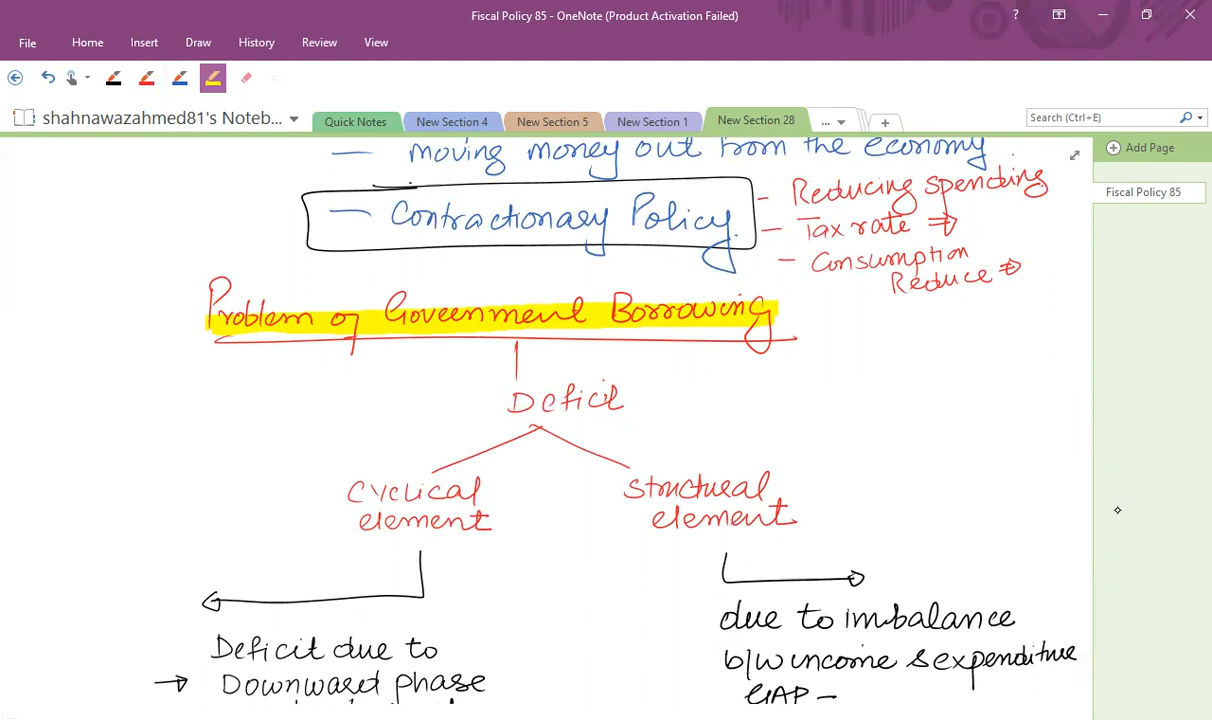 Fiscal Policy 85 - OneNote (Product Activation Failed)
File Home Insert Draw History Review View
shahnawazahmed81's Noteb... Quick Notes New Section 4 New Section 5 New Section 1 New Section 28 ... Search (Ctrl+E)
Add Page
Fiscal Policy 85
— moving money out from the economy
— Contractionary Policy
- Reducing spending
- Tax rate
- Consumption
Reduce
Problem of Government Borrowing
Deficit
Cyclical
element
Structural
element
Deficit due to
→ Downward phase
due to imbalance
b/w income & expenditure
GAP -